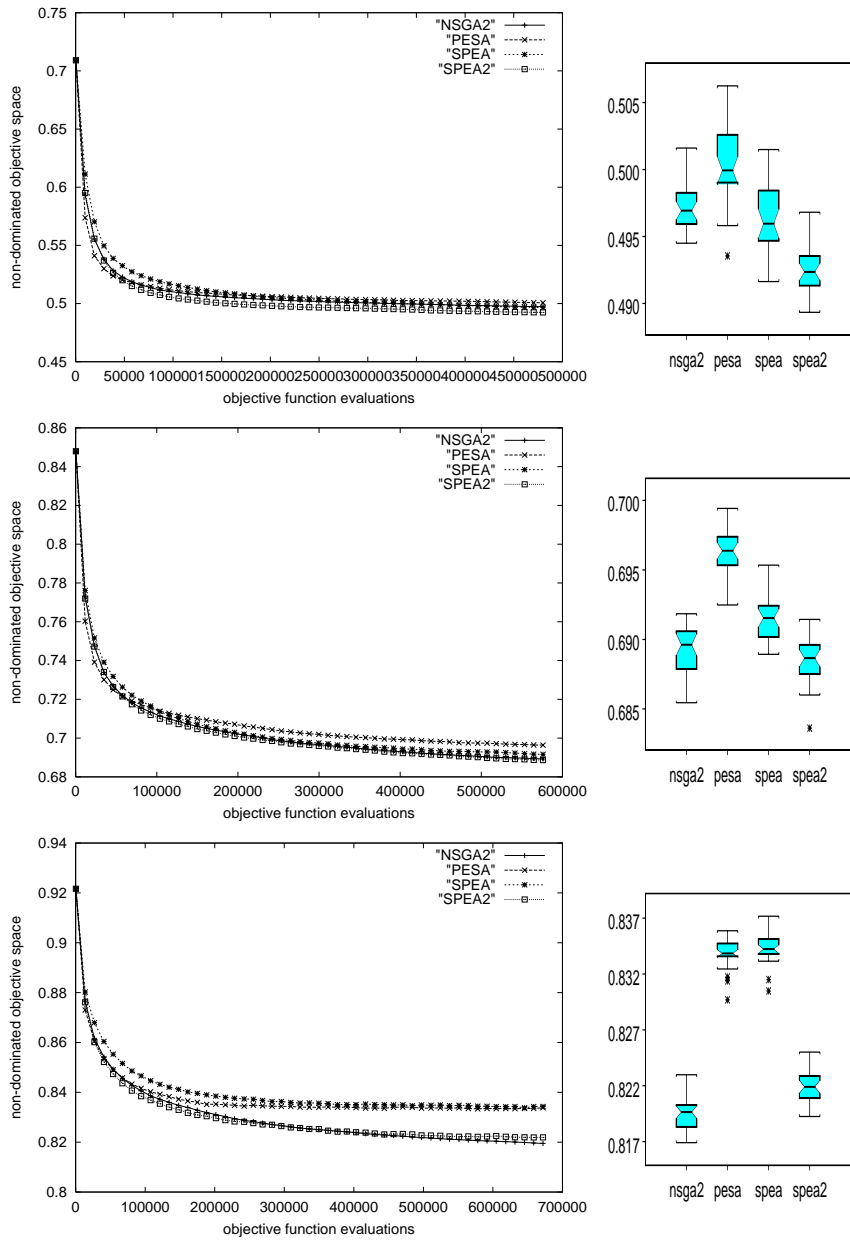 0.75
0.7
0.65
0.6
0.55
0.5
0.45
0 50000 100000150000200000250000300000350000400000450000500000
non-dominated objective space
objective function evaluations
"NSGA2"
"PESA"
"SPEA"
"SPEA2"
0.505
0.500
0.495
0.490
nsga2 pesa spea spea2
0.86
0.84
0.82
0.8
0.78
0.76
0.74
0.72
0.7
0.68
0 100000 200000 300000 400000 500000 600000
non-dominated objective space
objective function evaluations
"NSGA2"
"PESA"
"SPEA"
"SPEA2"
0.700
0.695
0.690
0.685
nsga2 pesa spea spea2
0.94
0.92
0.9
0.88
0.86
0.84
0.82
0.8
0 100000 200000 300000 400000 500000 600000 700000
non-dominated objective space
objective function evaluations
"NSGA2"
"PESA"
"SPEA"
"SPEA2"
0.837
0.832
0.827
0.822
0.817
nsga2 pesa spea spea2